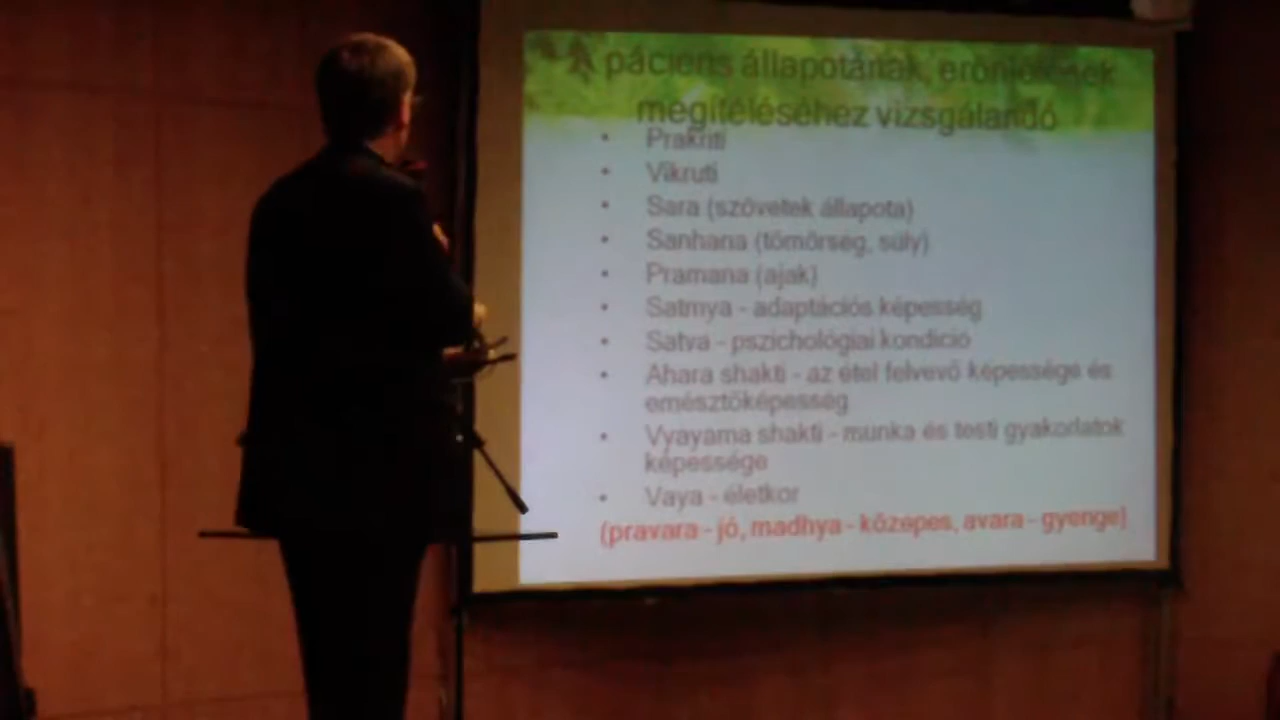 A páciens állapotának, erőnlétének
megítéléséhez vizsgálandó
• Prakriti
• Vikruti
• Sara (szövetek állapota)
• Sanhana (tömörség, súly)
• Pramana (ajak)
• Satmya - adaptációs képesség
• Satva - pszichológiai kondíció
• Ahara shakti - az étel felvevő képessége és
emésztőképesség
• Vyayama shakti - munka és testi gyakorlatok
képessége
• Vaya - életkor
(pravara - jó, madhya - közepes, avara - gyenge)